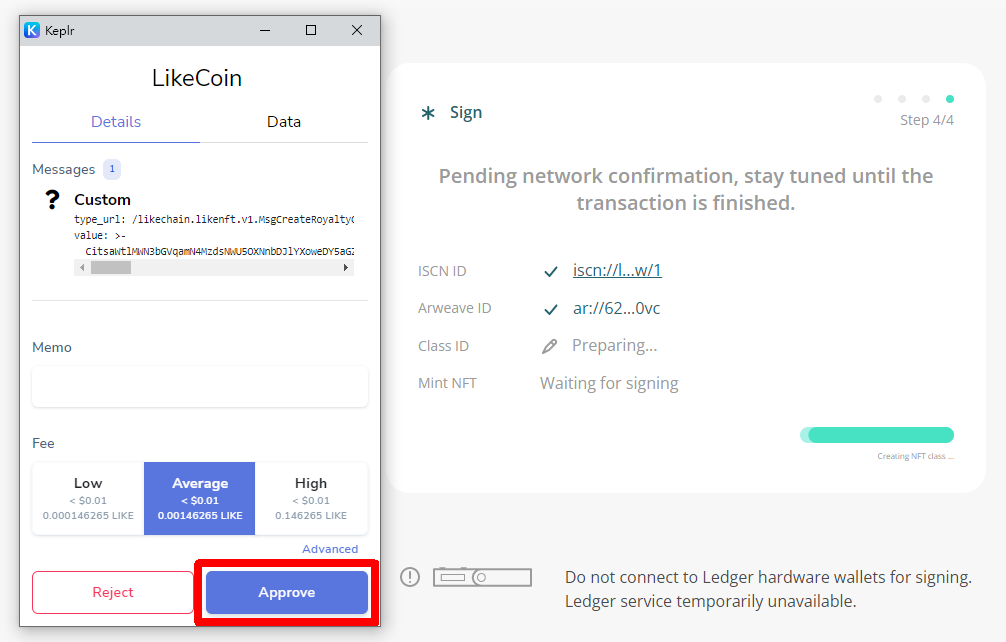 Keplr
LikeCoin
Details
Data
Messages 1
? Custom
type_url: /likechain.likenft.v1.MsgCreateRoyaltyC
value: >-
Memo
Fee
Low
< $0.01
0.000146265 LIKE
Average
< $0.01
0.00146265 LIKE
High
< $0.01
0.146265 LIKE
Advanced
Reject
Approve
Sign
Step 4/4
Pending network confirmation, stay tuned until the
transaction is finished.
ISCN ID
iscn://l...w/1
Arweave ID
ar://62...0vc
Class ID
Preparing...
Mint NFT
Waiting for signing
Creating NFT class ...
Do not connect to Ledger hardware wallets for signing.
Ledger service temporarily unavailable.